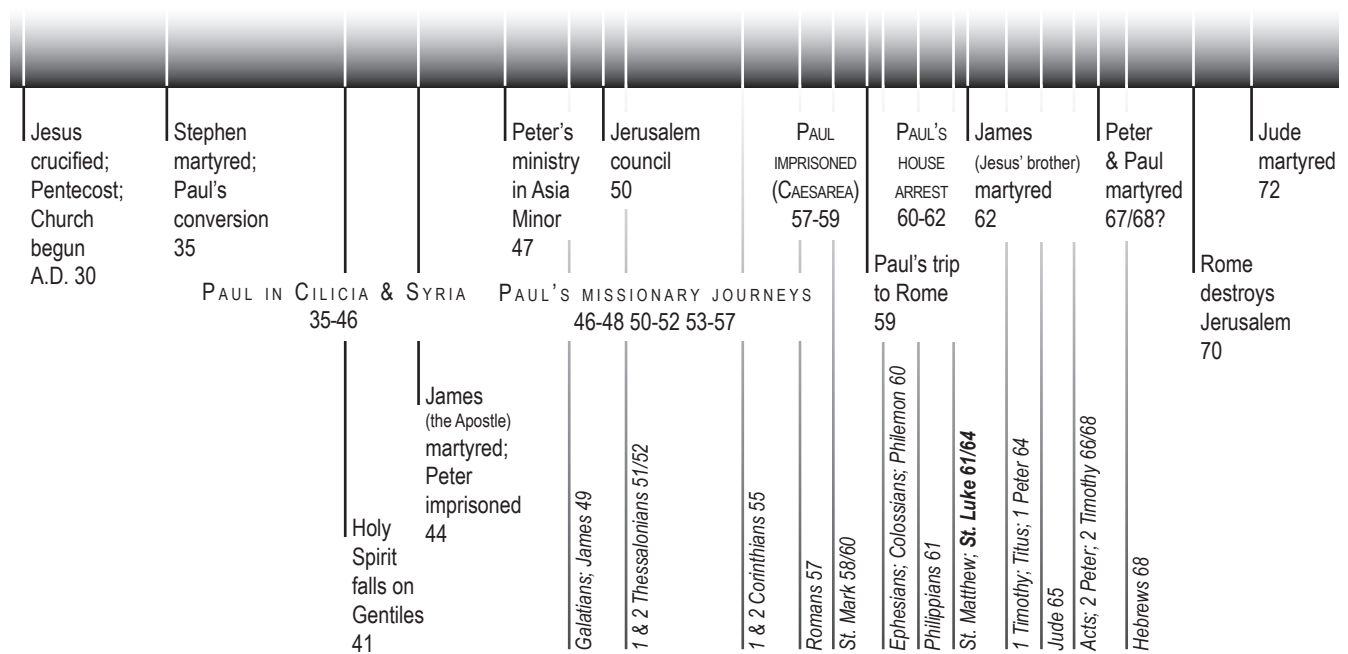 Jesus
crucified;
Pentecost;
Church
begun
A.D. 30
Stephen
martyred;
Paul's
conversion
35
Peter's
ministry
in Asia
Minor
47
Jerusalem
council
50
PAUL
IMPRISONED
(CAESAREA)
57-59
PAUL'S
HOUSE
ARREST
60-62
James
(Jesus' brother)
martyred
62
Peter
& Paul
martyred
67/68?
Jude
martyred
72
Paul's trip
to Rome
59
Rome
destroys
Jerusalem
70
PAUL IN CILICIA & SYRIA
35-46
PAUL'S MISSIONARY JOURNEYS
46-48 50-52 53-57
James
(the Apostle)
martyred;
Peter
imprisoned
44
Holy
Spirit
falls on
Gentiles
41
Galatians; James 49
1 & 2 Thessalonians 51/52
1 & 2 Corinthians 55
Romans 57
St. Mark 58/60
Ephesians; Colossians; Philemon 60
Philippians 61
St. Matthew; St. Luke 61/64
1 Timothy; Titus; 1 Peter 64
Jude 65
Acts; 2 Peter; 2 Timothy 66/68
Hebrews 68